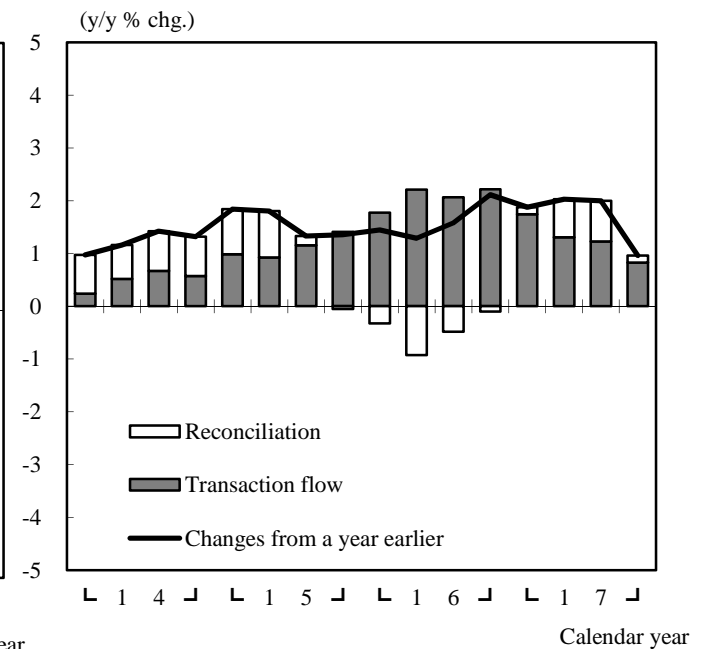 (y/y % chg.)
5
4
3
2
1
0
-1
-2
-3
-4
-5
Reconciliation
Transaction flow
Changes from a year earlier
1 4 1 5 1 6 1 7
Calendar year
ear